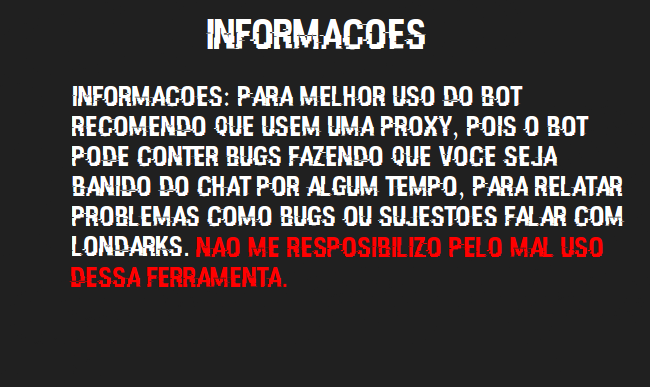 INFORMACOES
INFORMACOES: PARA MELHOR USO DO BOT
RECOMENDO QUE USEM UMA PROXY, POIS O BOT
PODE CONTER BUGS FAZENDO QUE VOCE SEJA
BANIDO DO CHAT POR ALGUM TEMPO, PARA RELATAR
PROBLEMAS COMO BUGS OU SUJESTOES FALAR COM
LONDARKS. NAO ME RESPOSIBILIZO PELO MAL USO
DESSA FERRAMENTA.